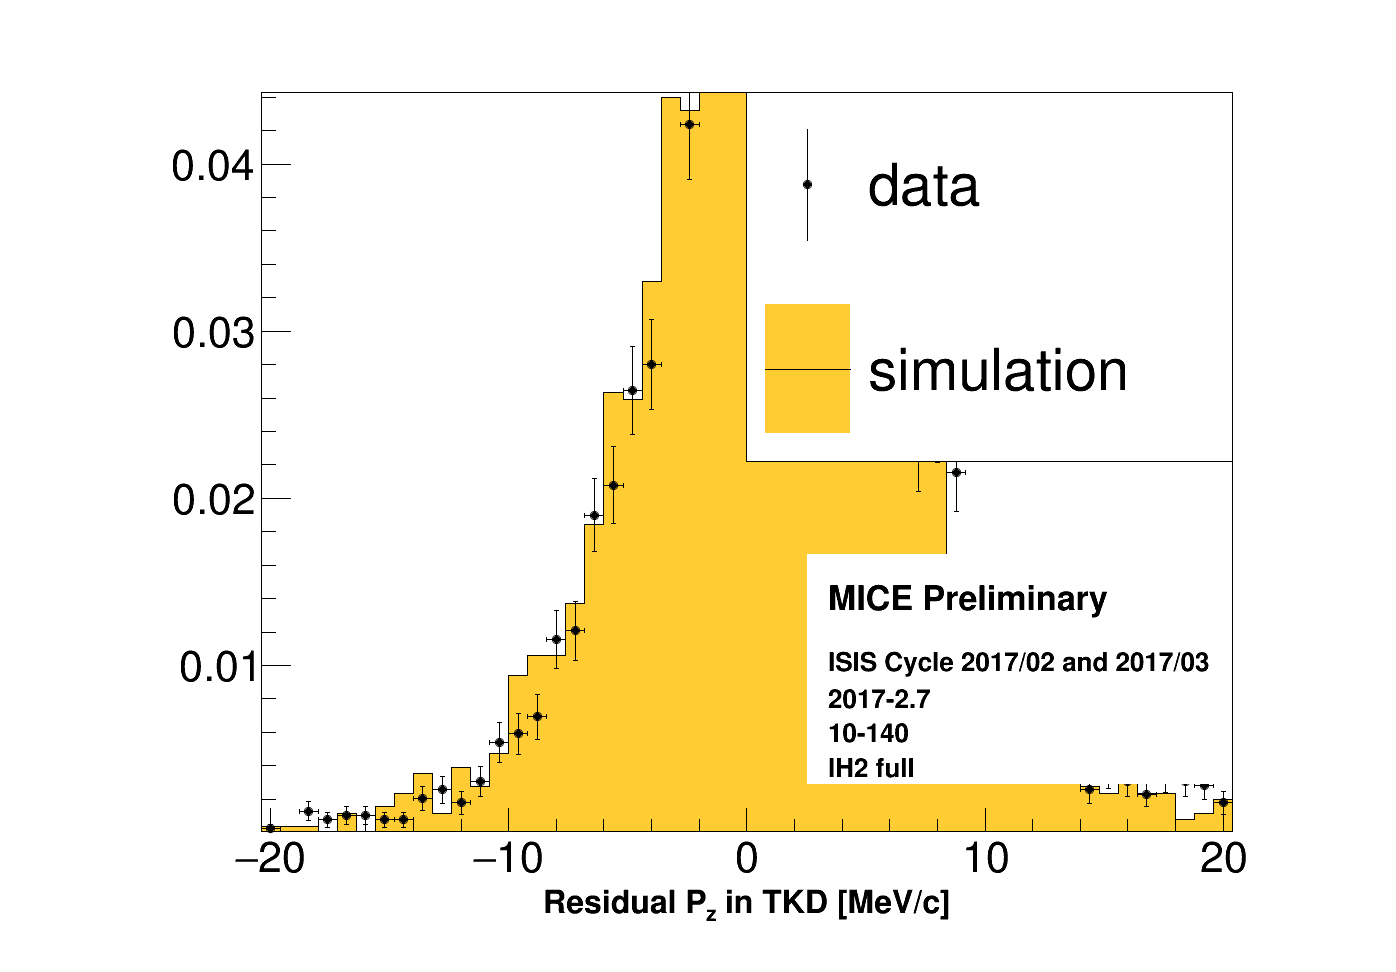 0.04
data
0.03
simulation
0.02
MICE Preliminary
0.01
ISIS Cycle 2017/02 and 2017/03
2017-2.7
10-140
IH2 full
−20 −10 0 10 20
Residual Pz in TKD [MeV/c]